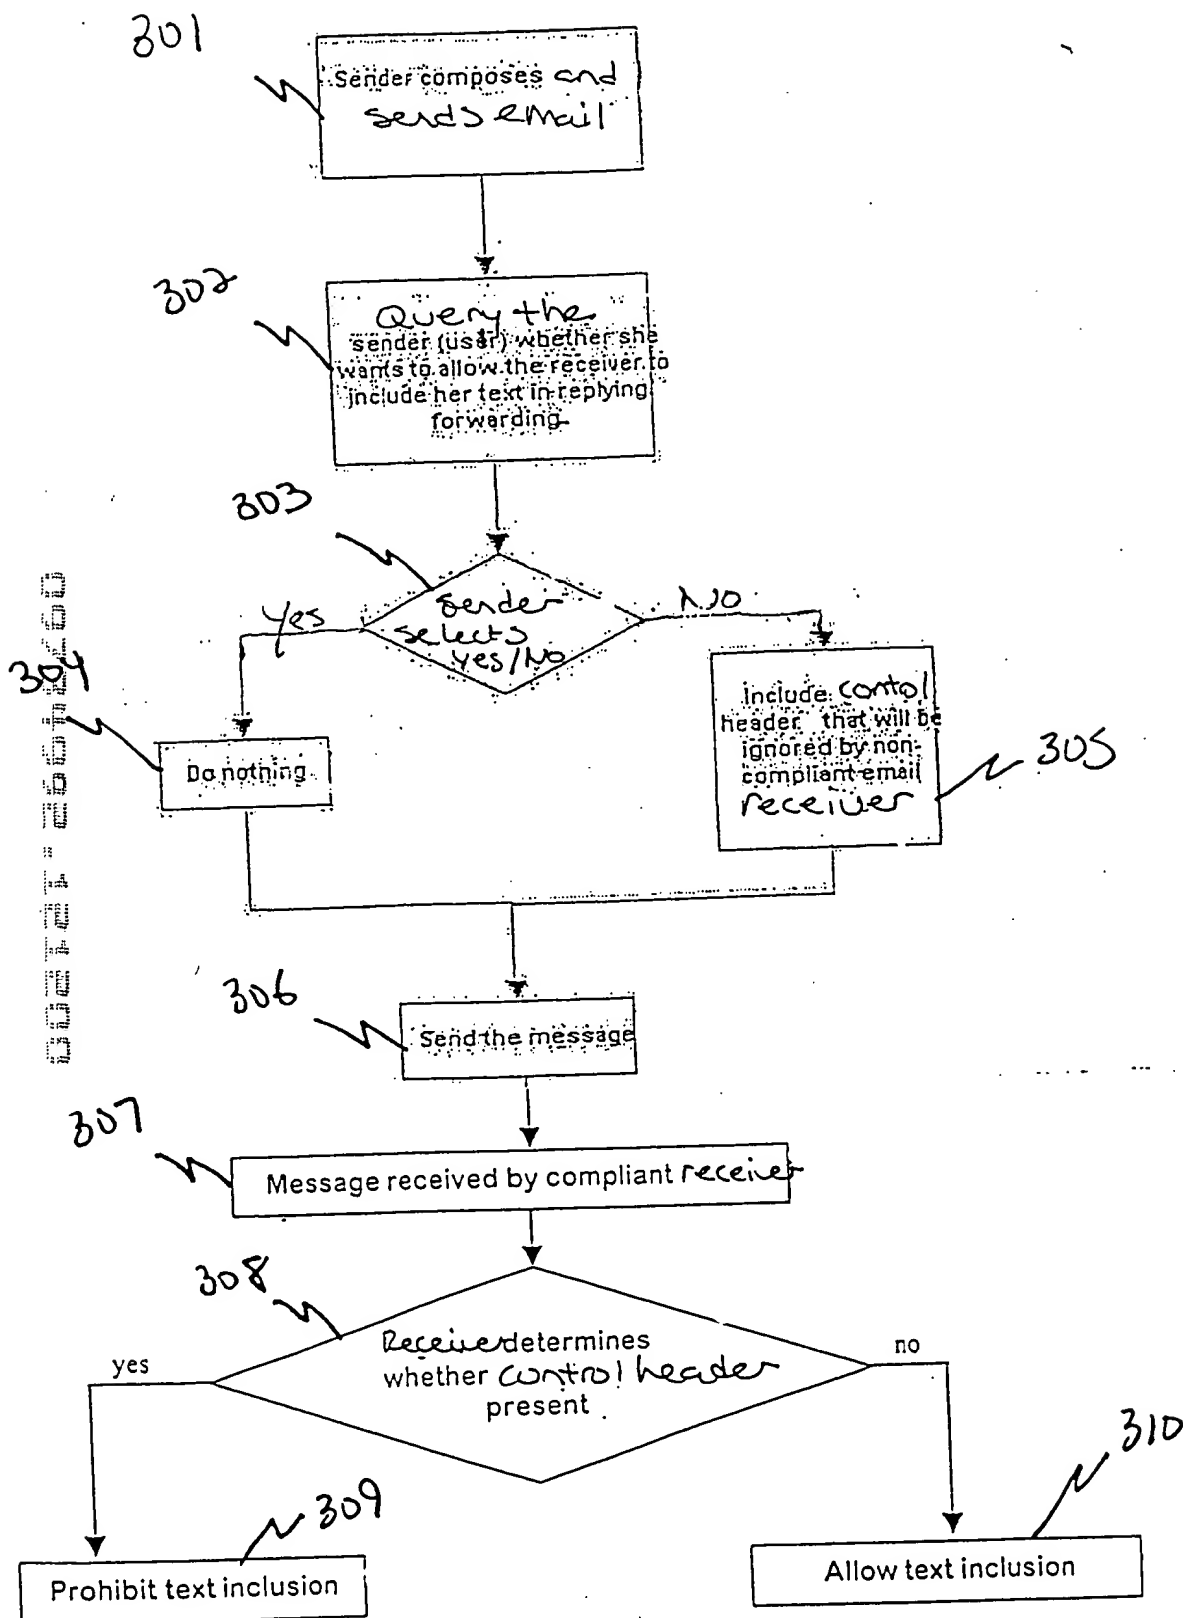 301
Sender composes and
sends email
302
Query the
sender (user) whether she
wants to allow the receiver to
include her text in replying
forwarding
303
Sender
selects
yes/No
Yes
No
304
Do nothing
Include contol
header that will be
ignored by non-
compliant email
receiver
305
306
Send the message
307
Message received by compliant receiver
308
Receiver determines
whether control header
present
yes
no
309
310
Prohibit text inclusion
Allow text inclusion